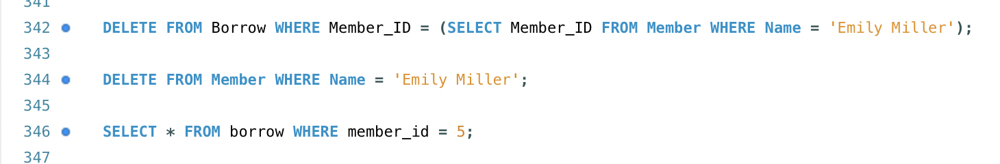 341
342 DELETE FROM Borrow WHERE Member_ID = (SELECT Member_ID FROM Member WHERE Name = 'Emily Miller');
343
344 DELETE FROM Member WHERE Name = 'Emily Miller';
345
346 SELECT * FROM borrow WHERE member_id = 5;
347